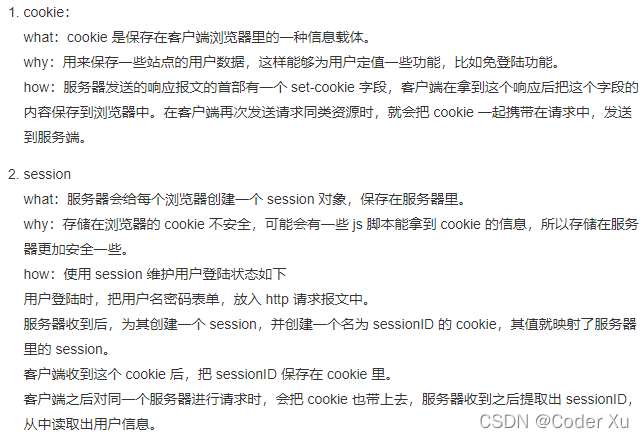 1. cookie：
what：cookie 是保存在客户端浏览器里的一种信息载体。
why：用来保存一些站点的用户数据，这样能够为用户定值一些功能，比如免登陆功能。
how：服务器发送的响应报文的首部有一个 set-cookie 字段，客户端在拿到这个响应后把这个字段的
内容保存到浏览器中。在客户端再次发送请求同类资源时，就会把 cookie 一起携带在请求中，发送
到服务端。
2. session
what：服务器会给每个浏览器创建一个 session 对象，保存在服务器里。
why：存储在浏览器的 cookie 不安全，可能会有一些 js 脚本能拿到 cookie 的信息，所以存储在服务
器更加安全一些。
how：使用 session 维护用户登陆状态如下
用户登陆时，把用户名密码表单，放入 http 请求报文中。
服务器收到后，为其创建一个 session，并创建一个名为 sessionID 的 cookie，其值就映射了服务器
里的 session。
客户端收到这个 cookie 后，把 sessionID 保存在 cookie 里。
客户端之后对同一个服务器进行请求时，会把 cookie 也带上去，服务器收到之后提取出 sessionID，
从中读取出用户信息。
CSDN @Coder Xu